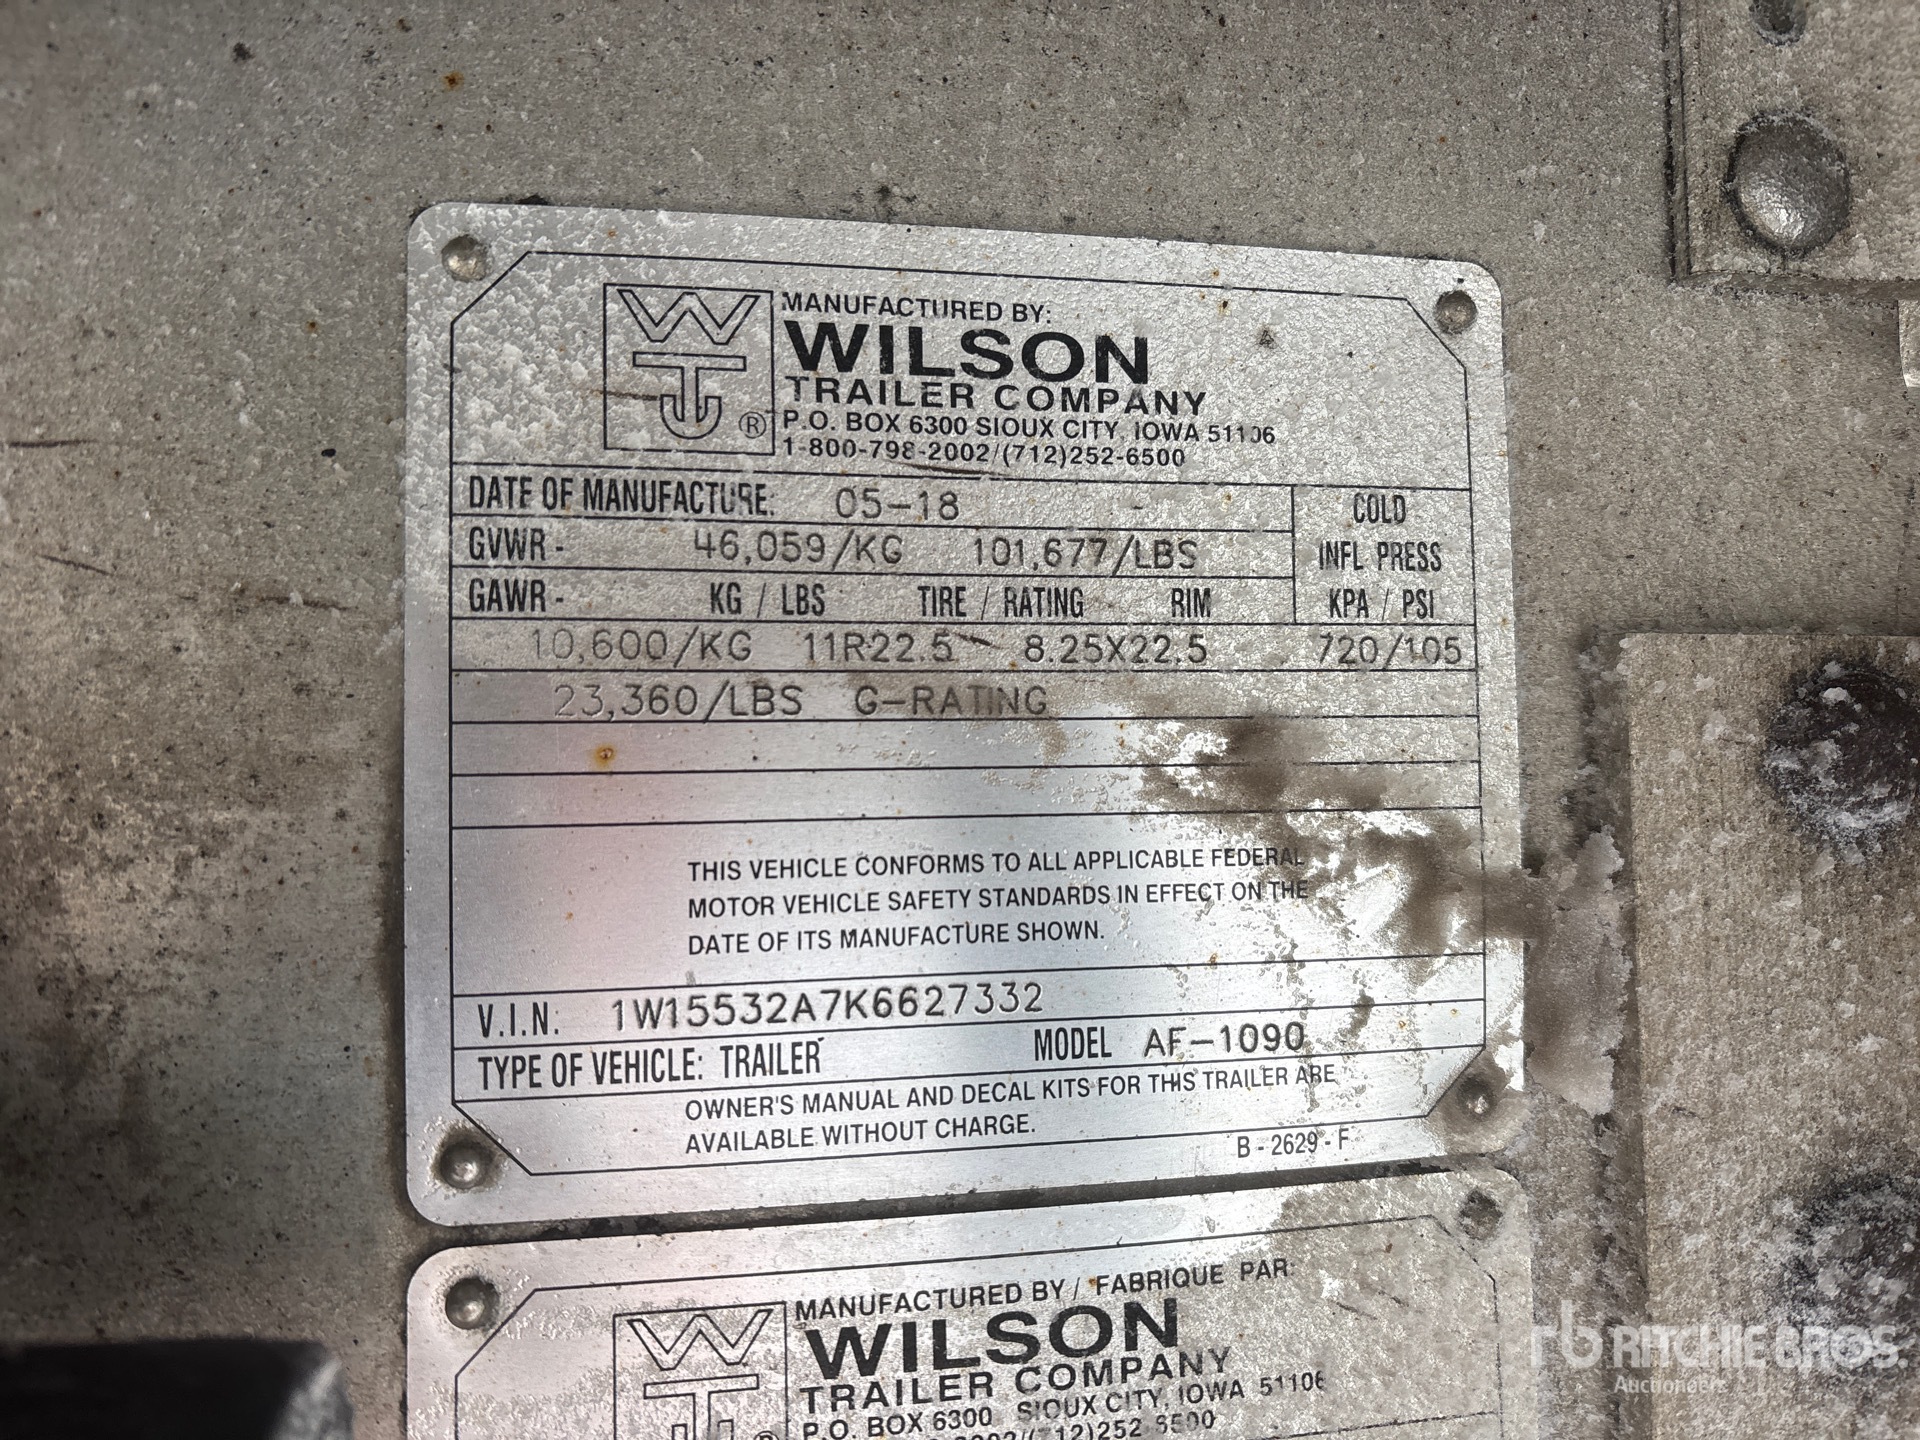 MANUFACTURED BY:
WILSON
TRAILER COMPANY
® P.O. BOX 6300 SIOUX CITY, IOWA 51106
1-800-798-2002/(712)252-6500
DATE OF MANUFACTURE: 05-18 COLD
GVWR - 46,059/KG 101,677/LBS INFL PRESS
GAWR - KG / LBS TIRE / RATING RIM KPA / PSI
10,600/KG 11R22.5 8.25X22.5 720/105
23,360/LBS G-RATING
THIS VEHICLE CONFORMS TO ALL APPLICABLE FEDERAL
MOTOR VEHICLE SAFETY STANDARDS IN EFFECT ON THE
DATE OF ITS MANUFACTURE SHOWN.
V.I.N. 1W15532A7K6627332
TYPE OF VEHICLE: TRAILER MODEL AF-1090
OWNER'S MANUAL AND DECAL KITS FOR THIS TRAILER ARE
AVAILABLE WITHOUT CHARGE.
B - 2629 - F
MANUFACTURED BY / FABRIQUE PAR:
WILSON
TRAILER COMPANY
P.O. BOX 6300 SIOUX CITY, IOWA 51106
rb RITCHIE BROS.
Auctioneers